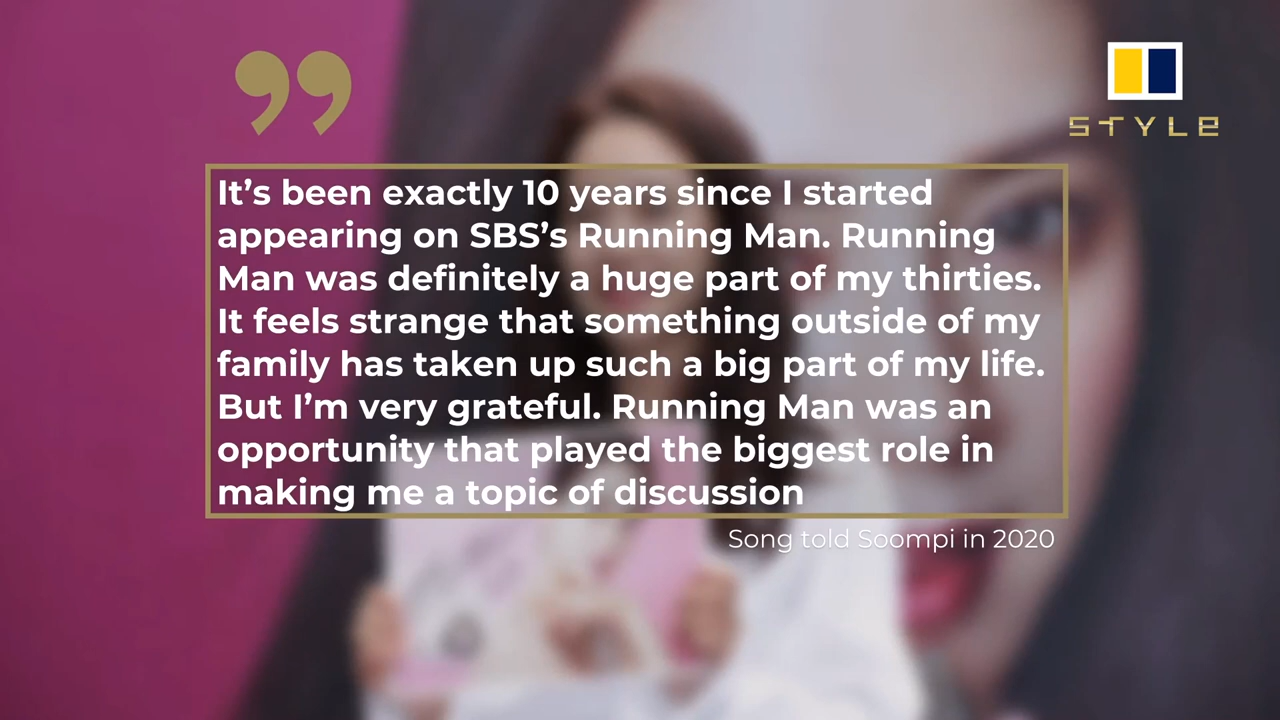 ”
STYLE
It’s been exactly 10 years since I started
appearing on SBS’s Running Man. Running
Man was definitely a huge part of my thirties.
It feels strange that something outside of my
family has taken up such a big part of my life.
But I’m very grateful. Running Man was an
opportunity that played the biggest role in
making me a topic of discussion
Song told Soompi in 2020